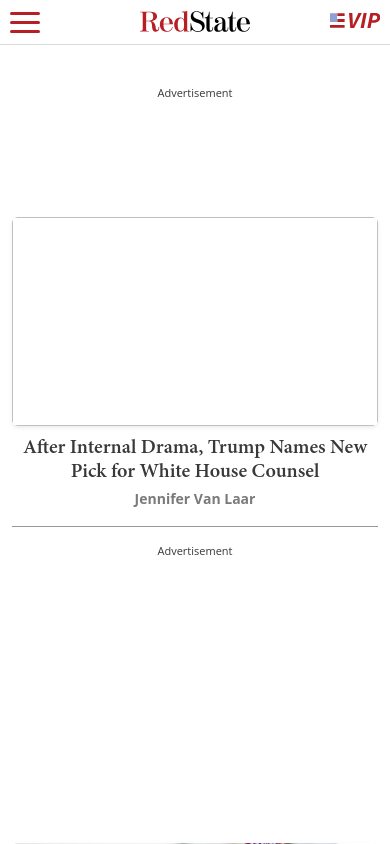 RedState
VIP
Advertisement
After Internal Drama, Trump Names New
Pick for White House Counsel
Jennifer Van Laar
Advertisement